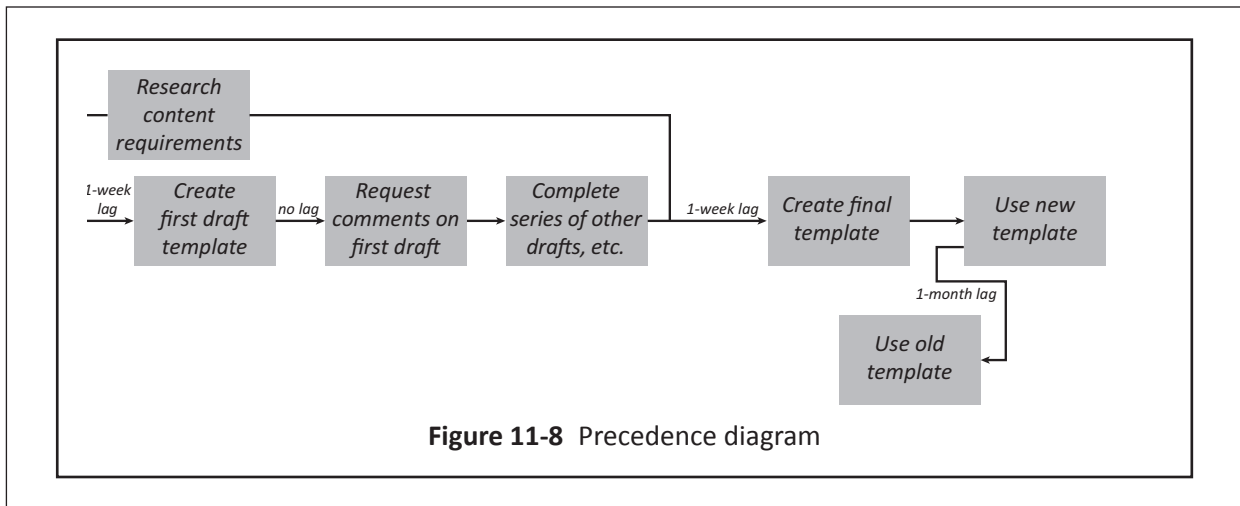 Research
content
requirements
1-week
lag
Create
first draft
template
no lag
Request
comments on
first draft
Complete
series of other
drafts, etc.
1-week lag
Create final
template
Use new
template
1-month lag
Use old
template
Figure 11-8 Precedence diagram